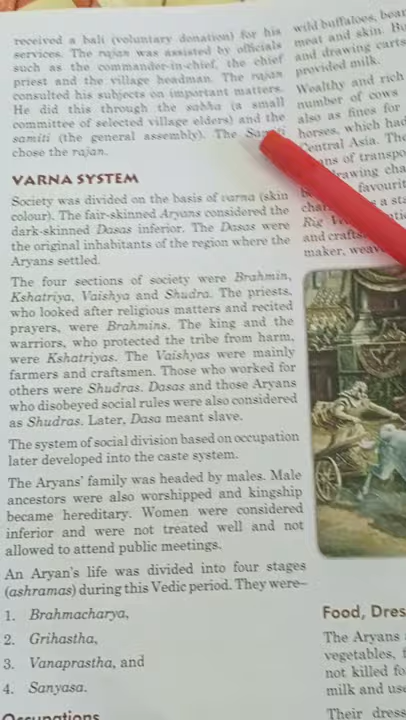 received a bali (voluntary donation) for his
services. The rajan was assisted by officials
such as the commander-in-chief, the chief
priest and the village headman. The rajan
consulted his subjects on important matters.
He did this through the sabha (a small
committee of selected village elders) and the
samiti (the general assembly). The Samiti
chose the rajan.
VARNA SYSTEM
Society was divided on the basis of varna (skin
colour). The fair-skinned Aryans considered the
dark-skinned Dasas inferior. The Dasas were
the original inhabitants of the region where the
Aryans settled.
The four sections of society were Brahmin,
Kshatriya, Vaishya and Shudra. The priests,
who looked after religious matters and recited
prayers, were Brahmins. The king and the
warriors, who protected the tribe from harm,
were Kshatriyas. The Vaishyas were mainly
farmers and craftsmen. Those who worked for
others were Shudras. Dasas and those Aryans
who disobeyed social rules were also considered
as Shudras. Later, Dasa meant slave.
The system of social division based on occupation
later developed into the caste system.
The Aryans' family was headed by males. Male
ancestors were also worshipped and kingship
became hereditary. Women were considered
inferior and were not treated well and not
allowed to attend public meetings.
An Aryan's life was divided into four stages
(ashramas) during this Vedic period. They were–
1. Brahmacharya,
2. Grihastha,
3. Vanaprastha, and
4. Sanyasa.
Occupations
wild buffaloes, boar
meat and skin. Bu
and drawing carts
provided milk.
Wealthy and rich
number of cows
also as fines for
horses, which had
Central Asia. The
ans of transpo
rawing cha
favourit
a sta
Rig V
and crafts
maker, weav
Food, Dres
The Aryans
vegetables, f
not killed fo
milk and use
Their dress